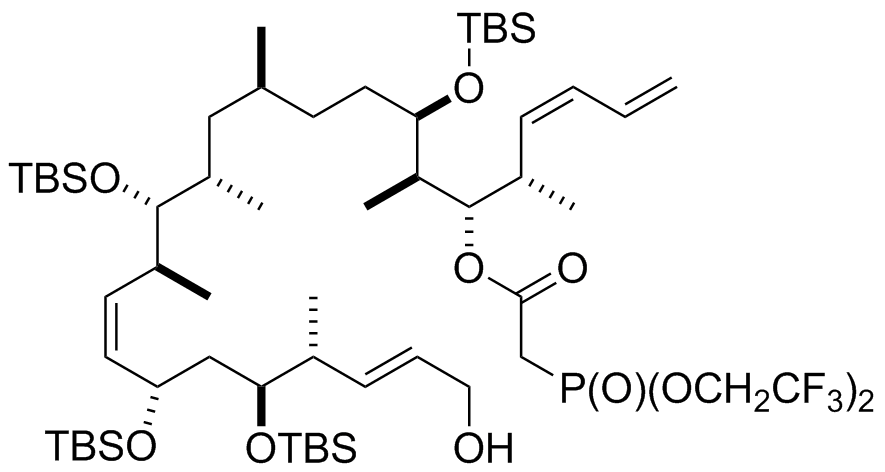 TBS
O
TBSO
O
O
P(O)(OCH₂CF₃)₂
TBSO
OTBS
OH